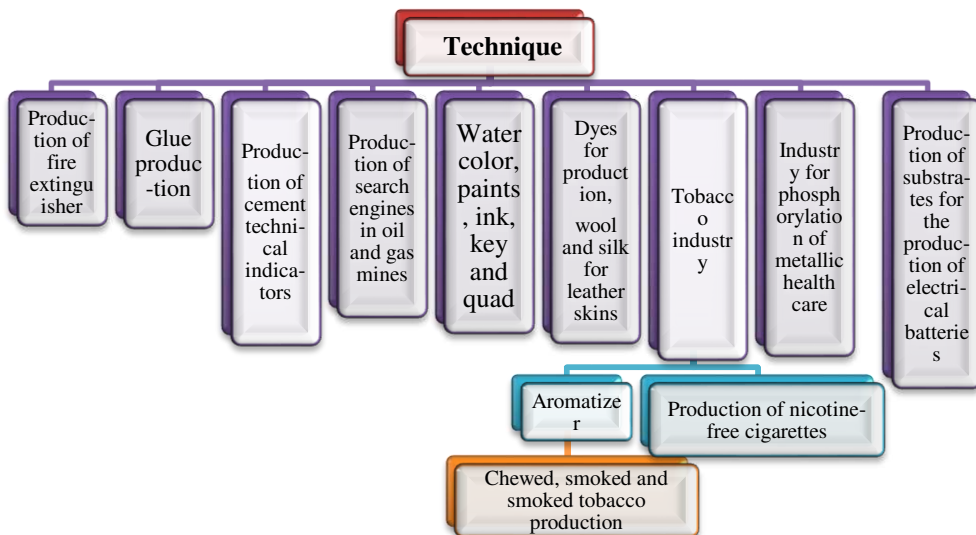 Technique
Produc-
tion of
fire
extingu
isher
Glue
produc
-tion
Produc-
tion of
cement
techni
cal
indica-
tors
Produc-
tion of
search
engines
in oil
and gas
mines
Water
color,
paints
, ink,
key
and
quad
Dyes
for
product
ion,
wool
and silk
for
leather
skins
Tobacc
o
industr
y
Industr
y for
phosph
orylatio
n of
metallic
health
care
Produc-
tion of
substra-
tes for
the
produc-
tion of
electri-
cal
batterie
s
Aromatize
r
Production of nicotine-
free cigarettes
Chewed, smoked and
smoked tobacco
production